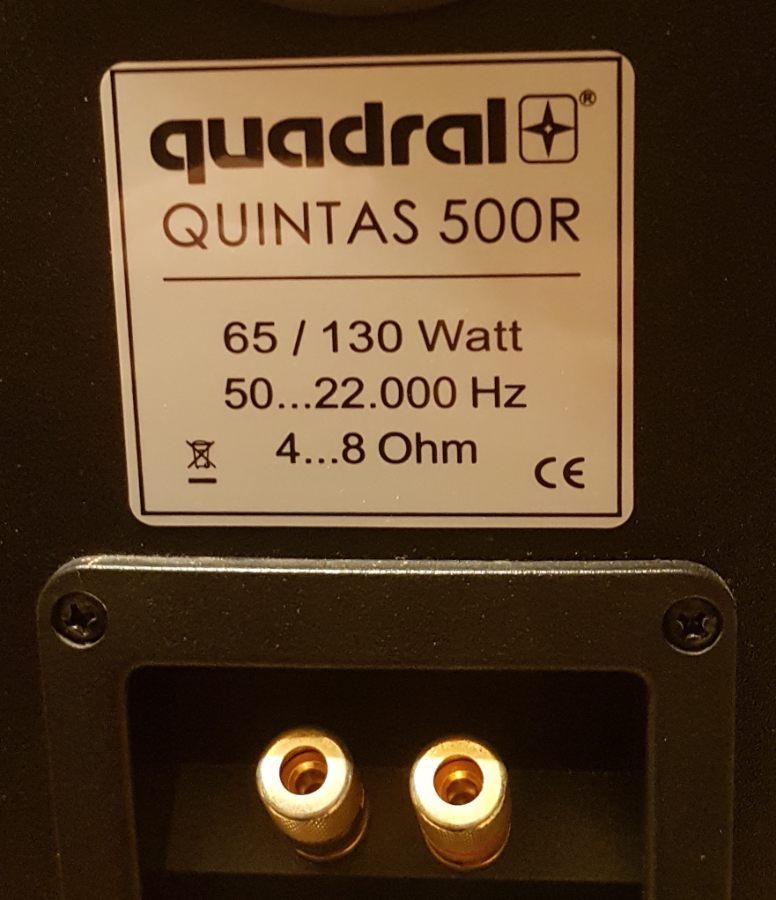 quadral®
QUINTAS 500R
65 / 130 Watt
50...22.000 Hz
4...8 Ohm
CE